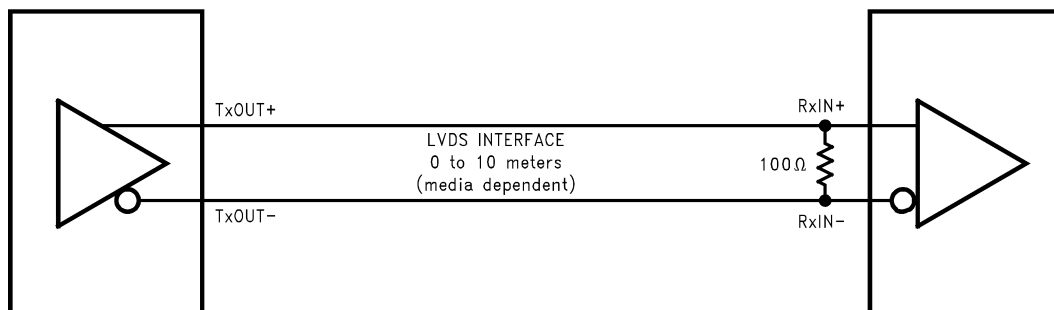 TxOUT+
RxIN+
LVDS INTERFACE
0 to 10 meters
(media dependent)
100Ω
TxOUT−
RxIN−